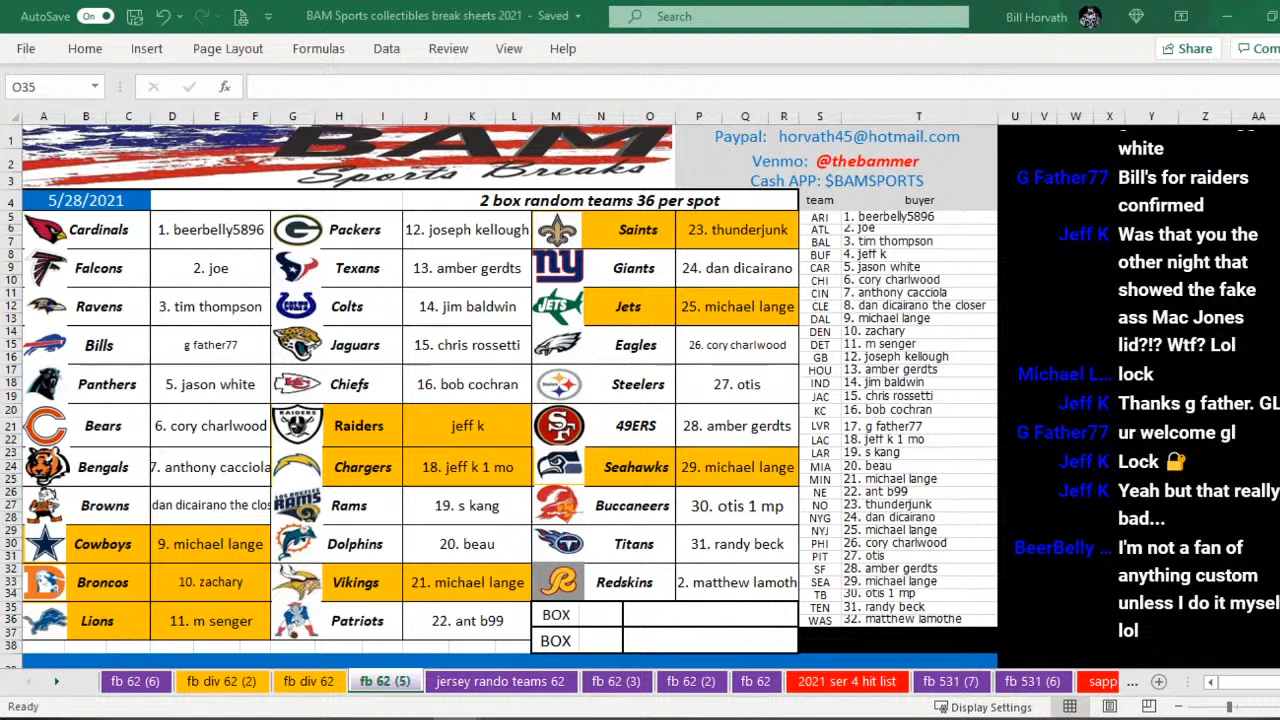 AutoSave On BAM Sports collectibles break sheets 2021 - Saved Search Bill Horvath
File Home Insert Page Layout Formulas Data Review View Help Share Com
O35 fx
A B C D E F G H I J K L M N O P Q R S T U V W X Y Z AA
BAM
Sports Breaks
Paypal: horvath45@hotmail.com
Venmo: @thebammer
Cash APP: $BAMSPORTS
5/28/2021 2 box random teams 36 per spot team buyer
Cardinals 1. beerbelly5896 Packers 12. joseph kellough Saints 23. thunderjunk
Falcons 2. joe Texans 13. amber gerdts Giants 24. dan dicairano
Ravens 3. tim thompson Colts 14. jim baldwin Jets 25. michael lange
Bills g father77 Jaguars 15. chris rossetti Eagles 26. cory charlwood
Panthers 5. jason white Chiefs 16. bob cochran Steelers 27. otis
Bears 6. cory charlwood Raiders jeff k 49ERS 28. amber gerdts
Bengals 7. anthony cacciola Chargers 18. jeff k 1 mo Seahawks 29. michael lange
Browns dan dicairano the clos Rams 19. s kang Buccaneers 30. otis 1 mp
Cowboys 9. michael lange Dolphins 20. beau Titans 31. randy beck
Broncos 10. zachary Vikings 21. michael lange Redskins 2. matthew lamoth
Lions 11. m senger Patriots 22. ant b99 BOX
BOX
ARI 1. beerbelly5896
ATL 2. joe
BAL 3. tim thompson
BUF 4. jeff k
CAR 5. jason white
CHI 6. cory charlwood
CIN 7. anthony cacciola
CLE 8. dan dicairano the closer
DAL 9. michael lange
DEN 10. zachary
DET 11. m senger
GB 12. joseph kellough
HOU 13. amber gerdts
IND 14. jim baldwin
JAC 15. chris rossetti
KC 16. bob cochran
LVR 17. g father77
LAC 18. jeff k 1 mo
LAR 19. s kang
MIA 20. beau
MIN 21. michael lange
NE 22. ant b99
NO 23. thunderjunk
NYG 24. dan dicairano
NYJ 25. michael lange
PHI 26. cory charlwood
PIT 27. otis
SF 28. amber gerdts
SEA 29. michael lange
TB 30. otis 1 mp
TEN 31. randy beck
WAS 32. matthew lamothe
white
G Father77 Bill's for raiders
confirmed
Jeff K Was that you the
other night that
showed the fake
ass Mac Jones
lid?!? Wtf? Lol
Michael L... lock
Jeff K Thanks g father. GL
G Father77 ur welcome gl
Jeff K Lock 🔐
Jeff K Yeah but that really
bad...
BeerBelly ... I'm not a fan of
anything custom
unless I do it mysel
lol
fb 62 (6) fb div 62 (2) fb div 62 fb 62 (5) jersey rando teams 62 fb 62 (3) fb 62 (2) fb 62 2021 ser 4 hit list fb 531 (7) fb 531 (6) sapp ...
Ready Display Settings